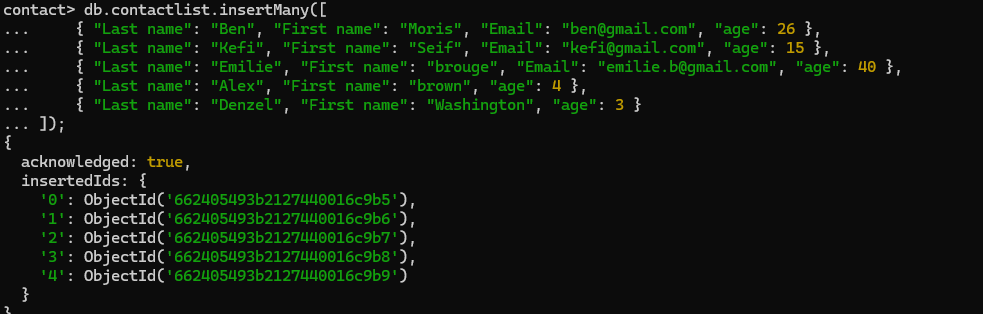 contact> db.contactlist.insertMany([
...     { "Last name": "Ben", "First name": "Moris", "Email": "ben@gmail.com", "age": 26 },
...     { "Last name": "Kefi", "First name": "Seif", "Email": "kefi@gmail.com", "age": 15 },
...     { "Last name": "Emilie", "First name": "brouge", "Email": "emilie.b@gmail.com", "age": 40 },
...     { "Last name": "Alex", "First name": "brown", "age": 4 },
...     { "Last name": "Denzel", "First name": "Washington", "age": 3 }
... ]);
{
  acknowledged: true,
  insertedIds: {
    '0': ObjectId('662405493b2127440016c9b5'),
    '1': ObjectId('662405493b2127440016c9b6'),
    '2': ObjectId('662405493b2127440016c9b7'),
    '3': ObjectId('662405493b2127440016c9b8'),
    '4': ObjectId('662405493b2127440016c9b9')
  }
}